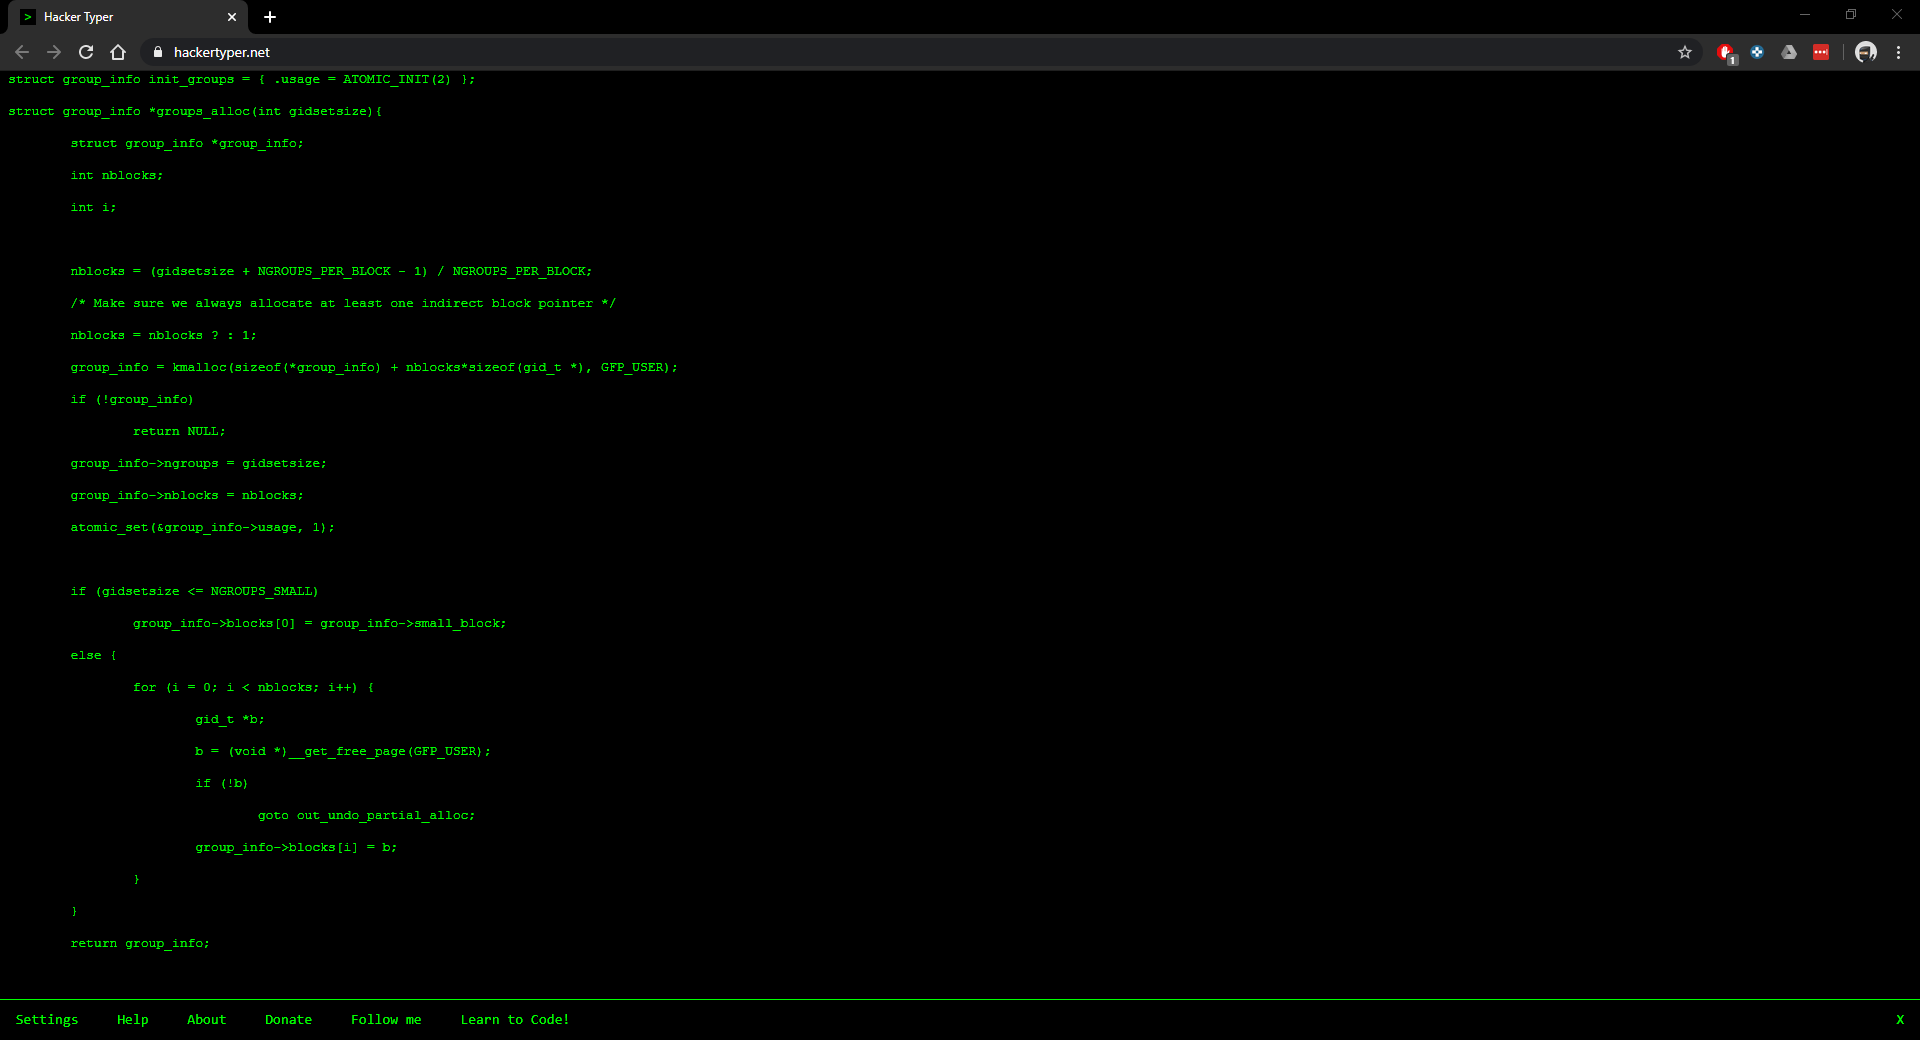 Hacker Typer
hackertyper.net
1
struct group_info init_groups = { .usage = ATOMIC_INIT(2) };
struct group_info *groups_alloc(int gidsetsize){
struct group_info *group_info;
int nblocks;
int i;
nblocks = (gidsetsize + NGROUPS_PER_BLOCK - 1) / NGROUPS_PER_BLOCK;
/* Make sure we always allocate at least one indirect block pointer */
nblocks = nblocks ? : 1;
group_info = kmalloc(sizeof(*group_info) + nblocks*sizeof(gid_t *), GFP_USER);
if (!group_info)
return NULL;
group_info->ngroups = gidsetsize;
group_info->nblocks = nblocks;
atomic_set(&group_info->usage, 1);
if (gidsetsize <= NGROUPS_SMALL)
group_info->blocks[0] = group_info->small_block;
else {
for (i = 0; i < nblocks; i++) {
gid_t *b;
b = (void *)__get_free_page(GFP_USER);
if (!b)
goto out_undo_partial_alloc;
group_info->blocks[i] = b;
}
}
return group_info;
Settings Help About Donate Follow me Learn to Code! X